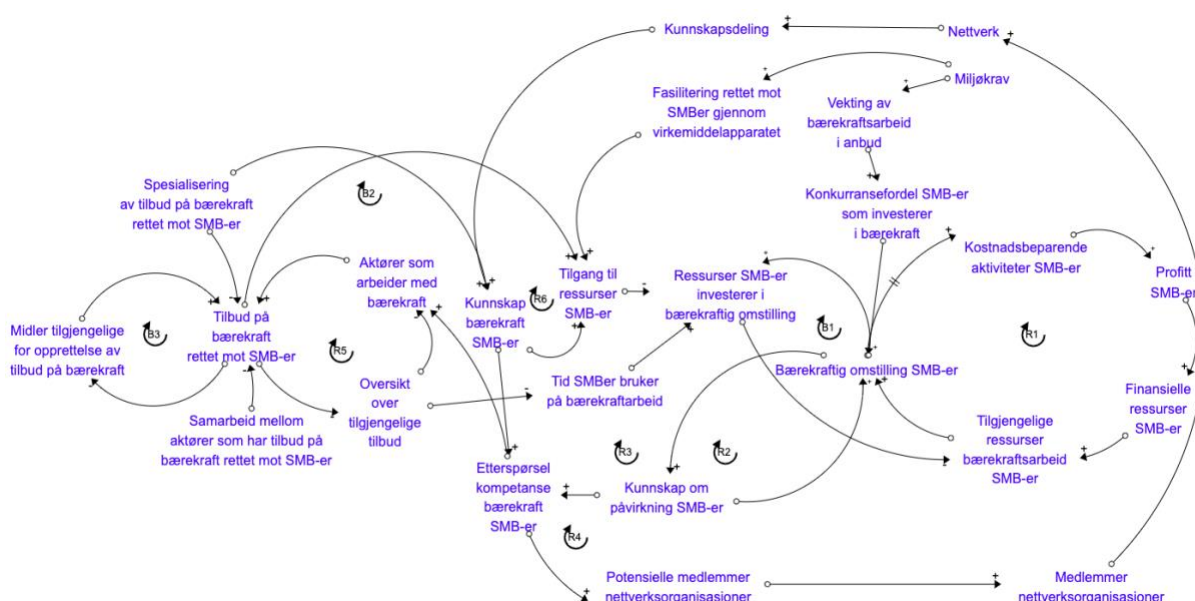 Kunnskapsdeling
Nettverk
Miljøkrav
Fasilitering rettet mot
SMBer gjennom
virkemiddelapparatet
Vekting av
bærekraftsarbeid
i anbud
Spesialisering
av tilbud på bærekraft
rettet mot SMB-er
B2
Konkurransefordel SMB-er
som investerer
i bærekraft
Kostnadsbeparende
aktiviteter SMB-er
Profitt
SMB-er
Aktører som
arbeider med
bærekraft
Kunnskap
bærekraft
SMB-er
R6
Tilgang til
ressurser
SMB-er
Ressurser SMB-er
investerer i
bærekraftig omstilling
B1
R1
Midler tilgjengelige
for opprettelse av
tilbud på bærekraft
B3
Tilbud på
bærekraft
rettet mot SMB-er
R5
Oversikt
over
tilgjengelige
tilbud
Tid SMBer bruker
på bærekraftarbeid
Bærekraftig omstilling SMB-er
Finansielle
ressurser
SMB-er
Samarbeid mellom
aktører som har tilbud på
bærekraft rettet mot SMB-er
Tilgjengelige
ressurser
bærekraftsarbeid
SMB-er
R3
R2
Etterspørsel
kompetanse
bærekraft
SMB-er
Kunnskap om
påvirkning SMB-er
R4
Potensielle medlemmer
nettverksorganisasjoner
Medlemmer
nettverksorganisasjoner